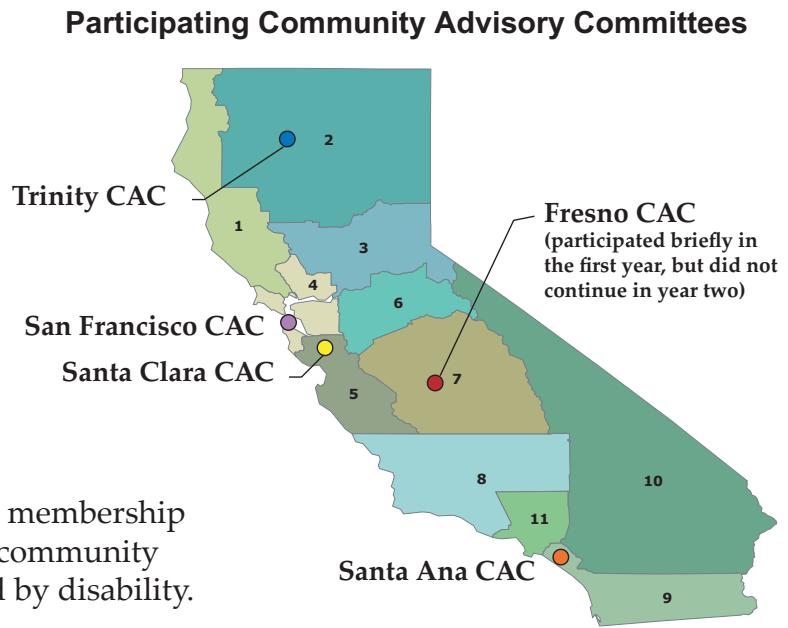 Participating Community Advisory Committees
2
Trinity CAC
Fresno CAC
(participated briefly in
the first year, but did not
continue in year two)
1
3
4
6
San Francisco CAC
Santa Clara CAC
7
5
8
10
11
membership
community
by disability.
Santa Ana CAC
9